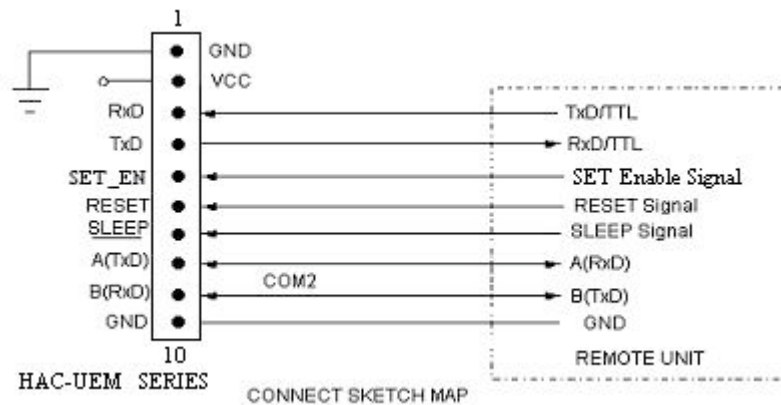 1
GND
VCC
RxD TxD/TTL
TxD RxD/TTL
SET_EN SET Enable Signal
RESET RESET Signal
SLEEP SLEEP Signal
A(TxD) A(RxD)
COM2
B(RxD) B(TxD)
GND GND
10 REMOTE UNIT
HAC-UEM SERIES
CONNECT SKETCH MAP